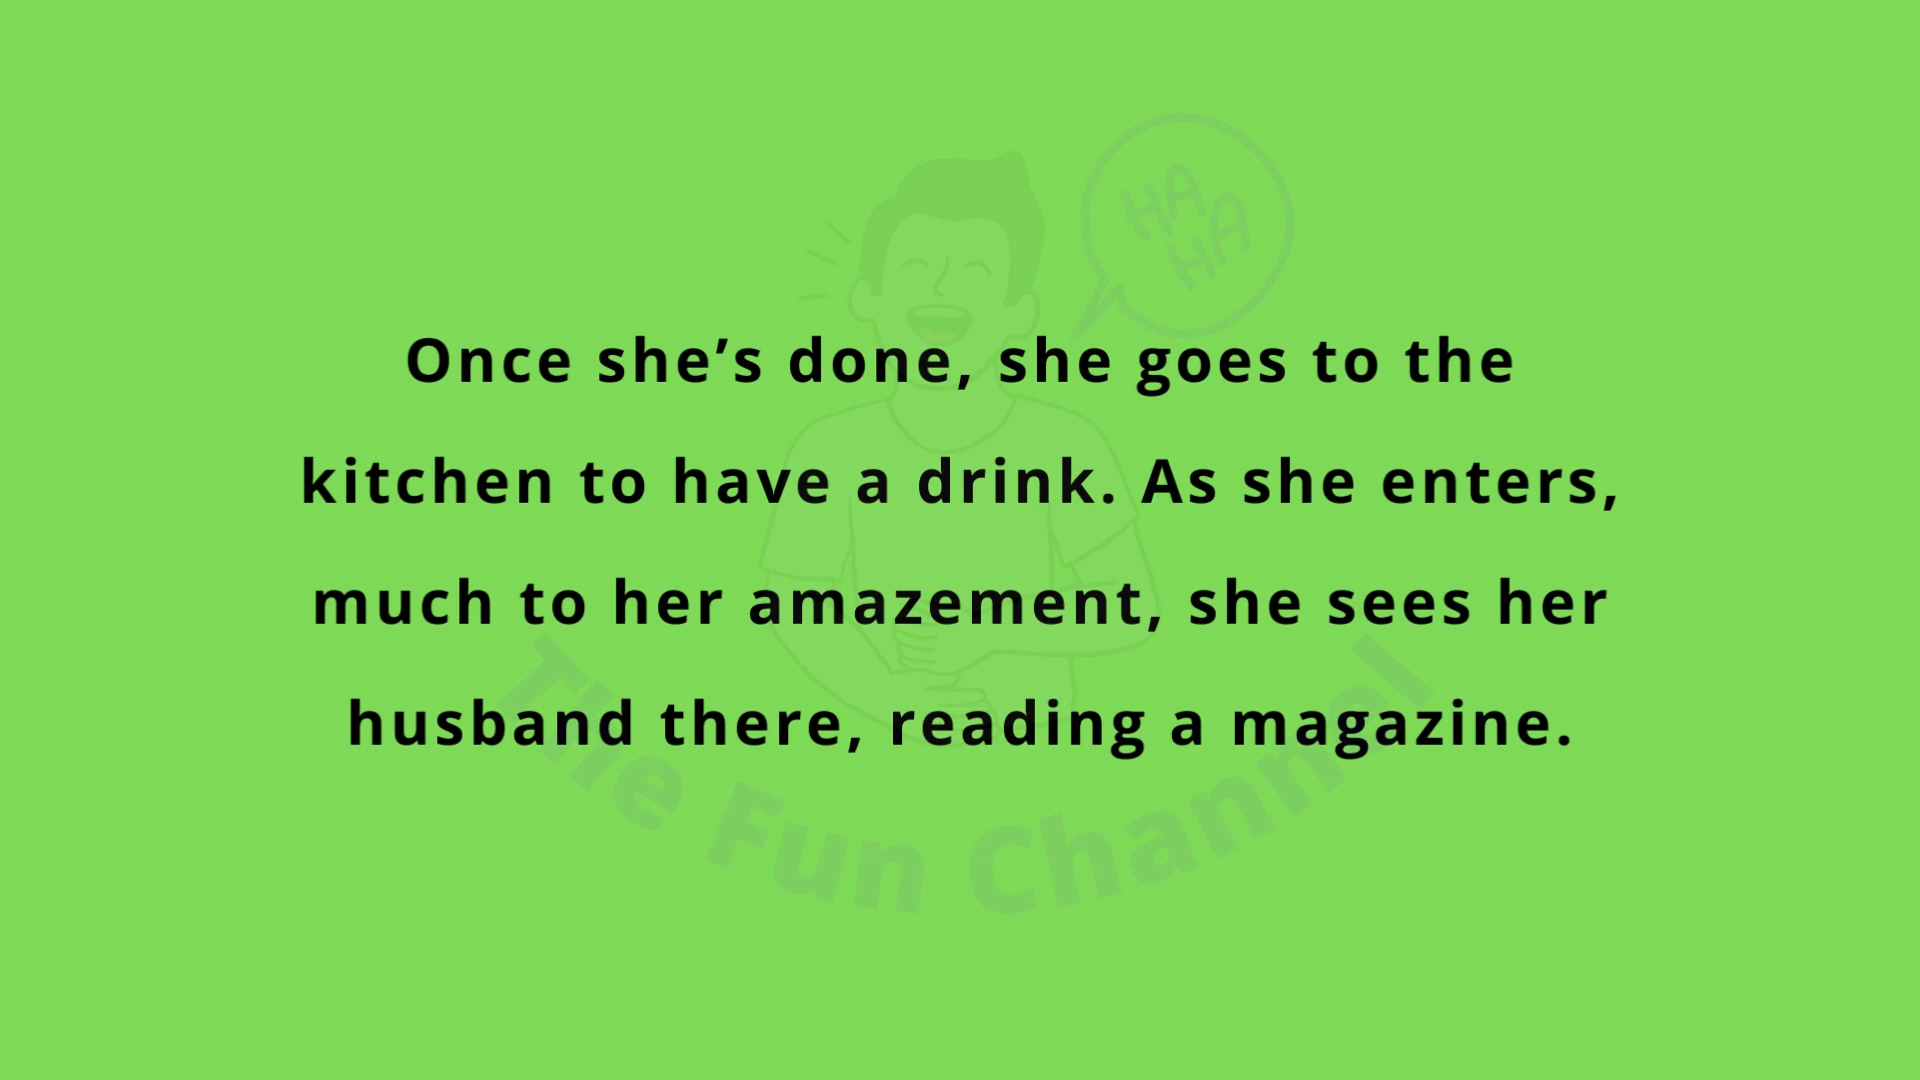 HA
HA
Once she’s done, she goes to the
kitchen to have a drink. As she enters,
much to her amazement, she sees her
husband there, reading a magazine.
The Fun Channel